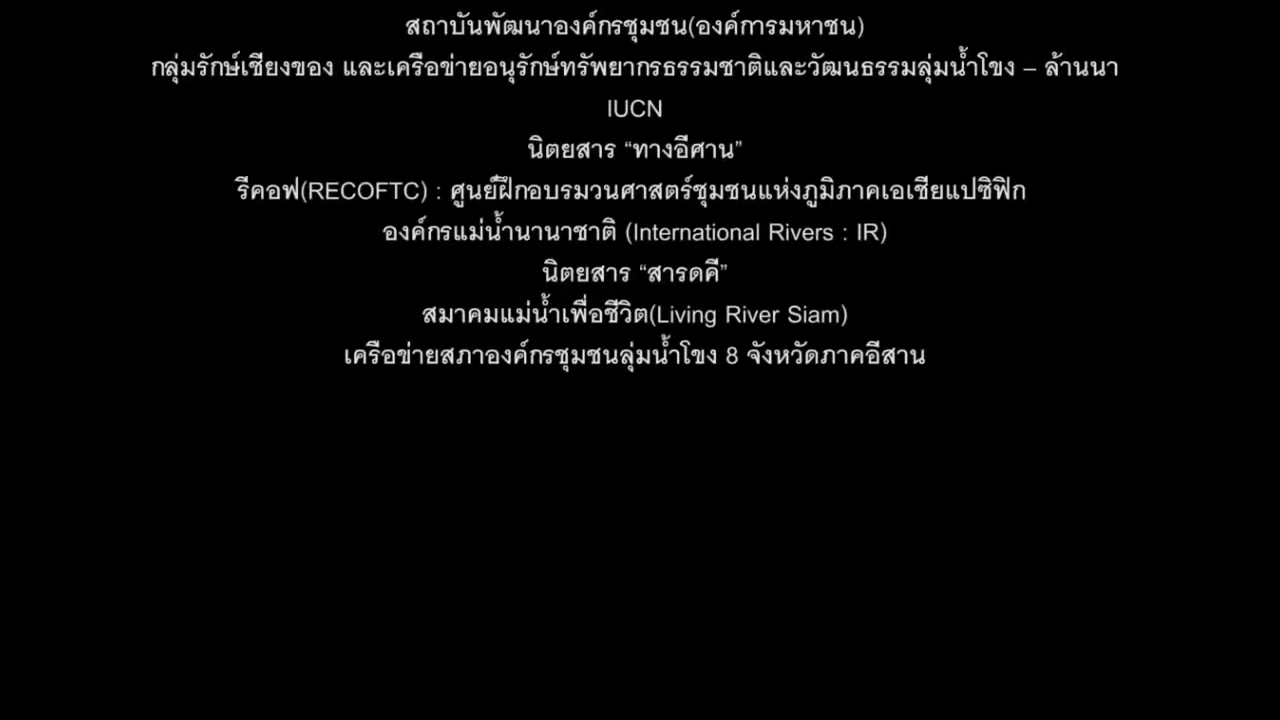 สถาบันพัฒนาองค์กรชุมชน(องค์การมหาชน)
กลุ่มรักษ์เชียงของ และเครือข่ายอนุรักษ์ทรัพยากรธรรมชาติและวัฒนธรรมลุ่มน้ำโขง – ล้านนา
IUCN
นิตยสาร “ทางอีศาน”
รีคอฟ(RECOFTC) : ศูนย์ฝึกอบรมวนศาสตร์ชุมชนแห่งภูมิภาคเอเชียแปซิฟิก
องค์กรแม่น้ำนานาชาติ (International Rivers : IR)
นิตยสาร “สารดคี”
สมาคมแม่น้ำเพื่อชีวิต(Living River Siam)
เครือข่ายสภาองค์กรชุมชนลุ่มน้ำโขง 8 จังหวัดภาคอีสาน